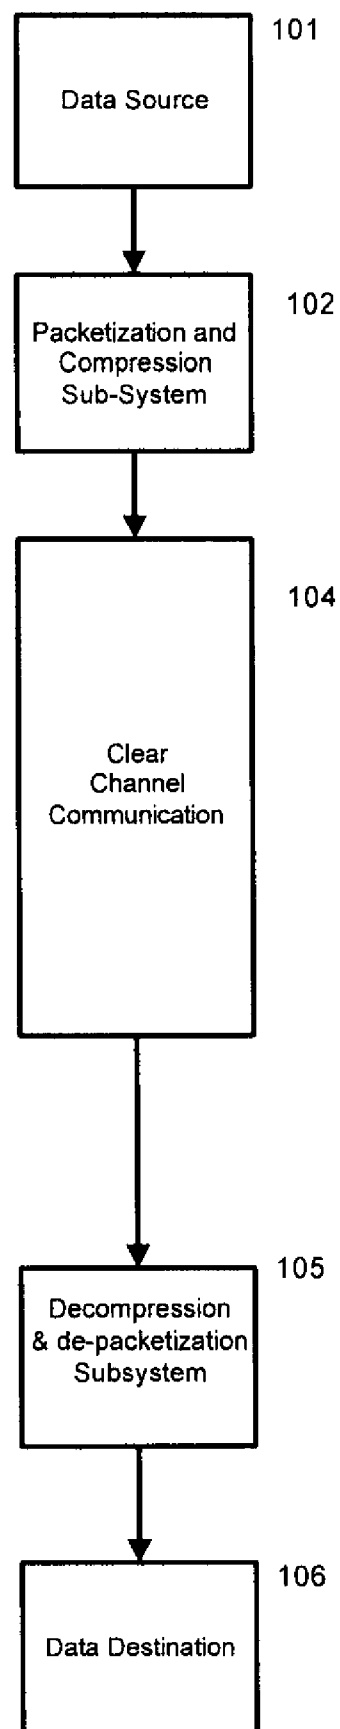 101
Data Source
102
Packetization and
Compression
Sub-System
104
Clear
Channel
Communication
105
Decompression
& de-packetization
Subsystem
106
Data Destination